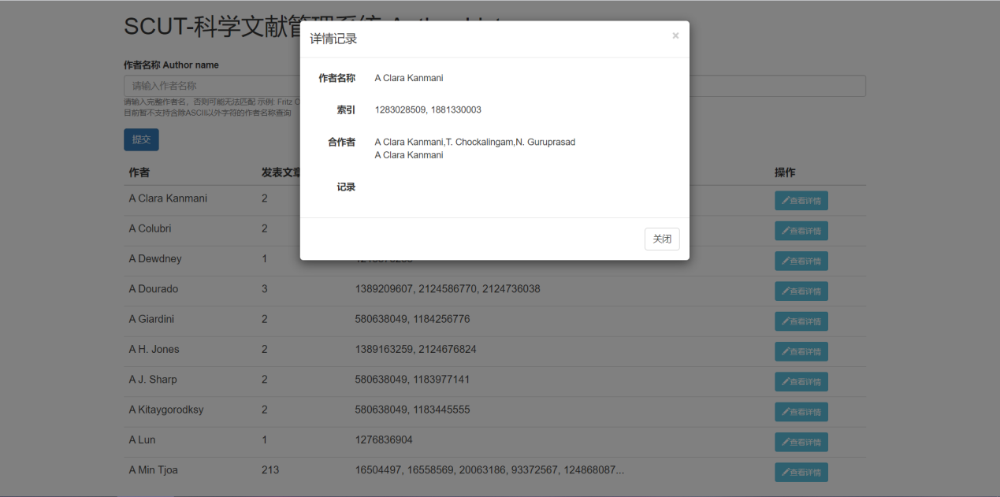 SCUT-科学文献管理系统 Author List
详情记录
×
作者名称 A Clara Kanmani
索引 1283028509, 1881330003
合作者 A Clara Kanmani,T. Chockalingam,N. Guruprasad
A Clara Kanmani
记录
关闭
作者名称 Author name
请输入作者名称
请输入完整作者名，否则可能无法匹配 示例: Fritz
目前暂不支持含除ASCII以外字符的作者名称查询
提交
作者 发表文章 操作
A Clara Kanmani 2 查看详情
A Colubri 2 查看详情
A Dewdney 1 查看详情
A Dourado 3 1389209607, 2124586770, 2124736038 查看详情
A Giardini 2 580638049, 1184256776 查看详情
A H. Jones 2 1389163259, 2124676824 查看详情
A J. Sharp 2 580638049, 1183977141 查看详情
A Kitaygorodksy 2 580638049, 1183445555 查看详情
A Lun 1 1276836904 查看详情
A Min Tjoa 213 16504497, 16558569, 20063186, 93372567, 124868087... 查看详情